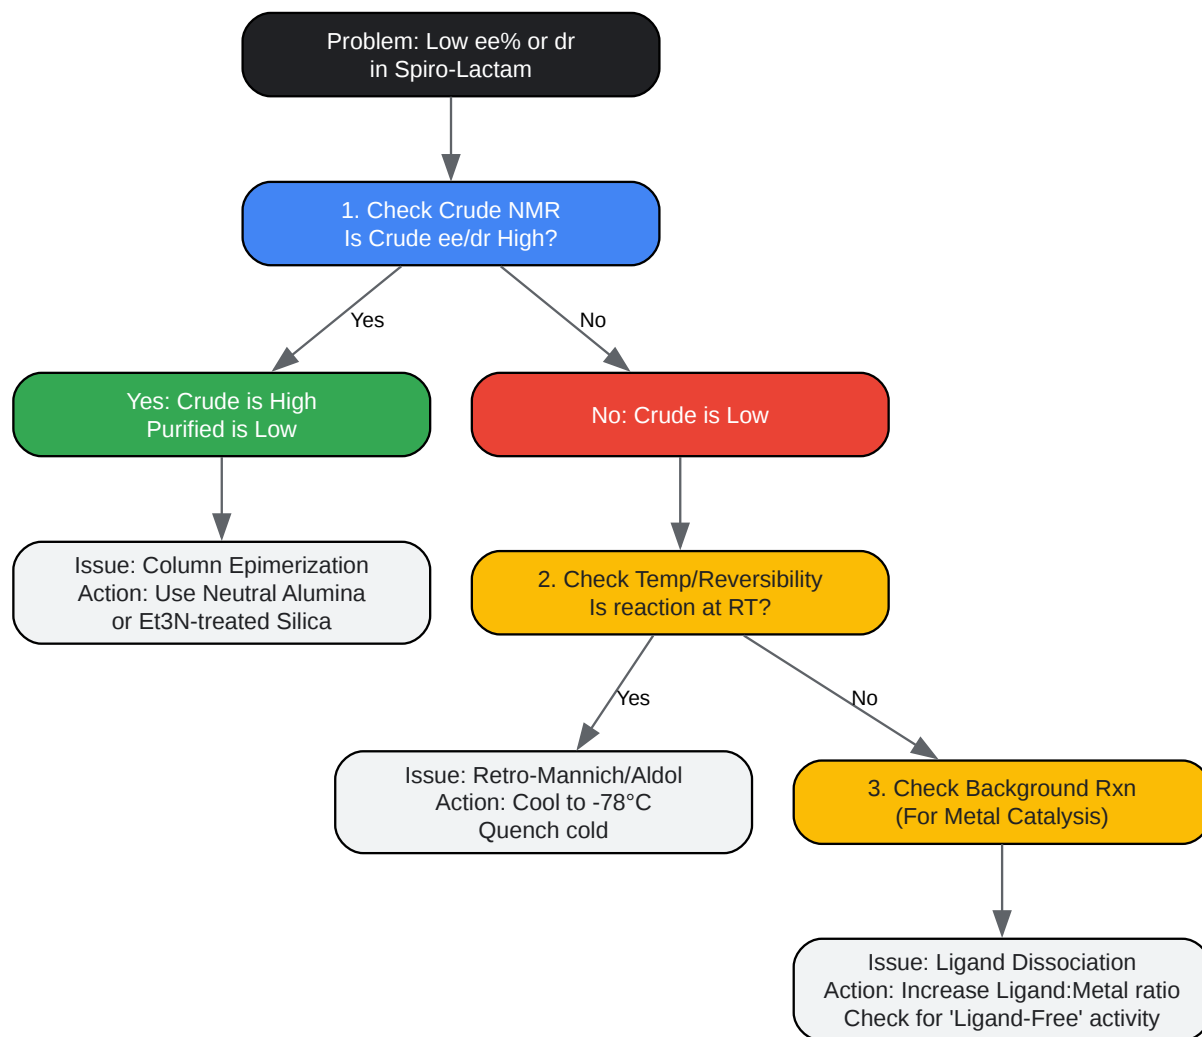 Problem: Low ee% or dr
in Spiro-Lactam
1. Check Crude NMR
Is Crude ee/dr High?
Yes
No
Yes: Crude is High
Purified is Low
No: Crude is Low
Issue: Column Epimerization
Action: Use Neutral Alumina
or Et3N-treated Silica
2. Check Temp/Reversibility
Is reaction at RT?
Yes
No
Issue: Retro-Mannich/Aldol
Action: Cool to -78°C
Quench cold
3. Check Background Rxn
(For Metal Catalysis)
Issue: Ligand Dissociation
Action: Increase Ligand:Metal ratio
Check for 'Ligand-Free' activity